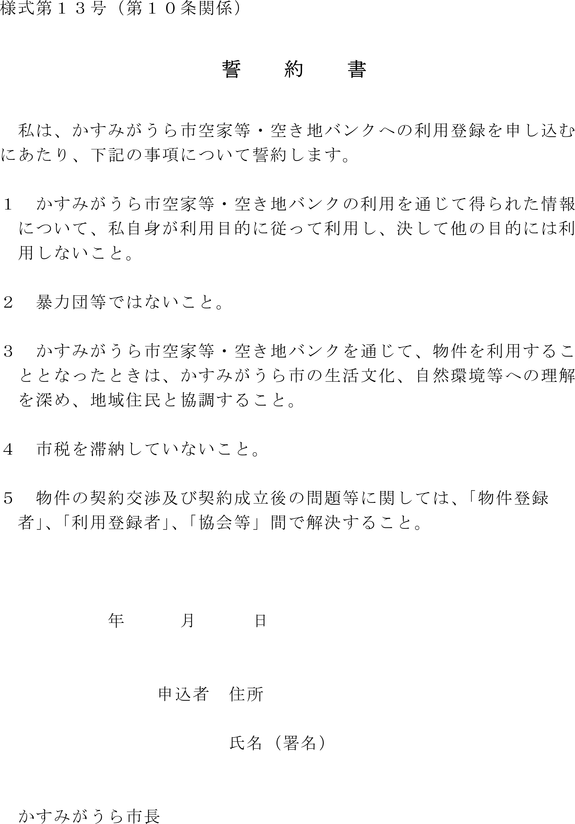 様式第１３号（第１０条関係）
誓　約　書
私は、かすみがうら市空家等・空き地バンクへの利用登録を申し込む
にあたり、下記の事項について誓約します。
１　かすみがうら市空家等・空き地バンクの利用を通じて得られた情報
について、私自身が利用目的に従って利用し、決して他の目的には利
用しないこと。
２　暴力団等ではないこと。
３　かすみがうら市空家等・空き地バンクを通じて、物件を利用するこ
ととなったときは、かすみがうら市の生活文化、自然環境等への理解
を深め、地域住民と協調すること。
４　市税を滞納していないこと。
５　物件の契約交渉及び契約成立後の問題等に関しては、「物件登録
者」、「利用登録者」、「協会等」間で解決すること。
年　　　月　　　日
申込者　住所
氏名（署名）
かすみがうら市長